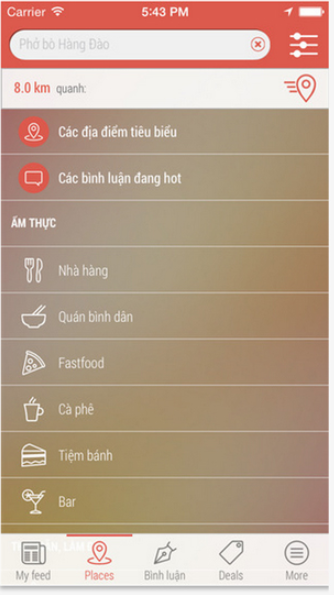 Carrier 5:43 PM
Phở bò Hàng Đào
8.0 km quanh:
Các địa điểm tiêu biểu
Các bình luận đang hot
ẨM THỰC
Nhà hàng
Quán bình dân
Fastfood
Cà phê
Tiệm bánh
Bar
My feed Places Bình luận Deals More